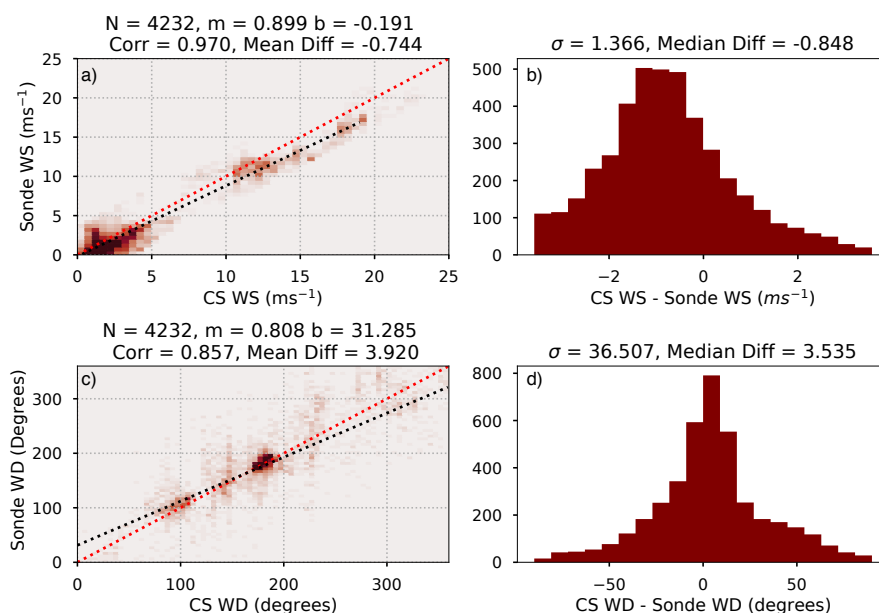 N = 4232, m = 0.899 b = -0.191
Corr = 0.970, Mean Diff = -0.744
a)
25
20
15
10
5
0
Sonde WS (ms⁻¹)
0 5 10 15 20 25
CS WS (ms⁻¹)
σ = 1.366, Median Diff = -0.848
b)
500
400
300
200
100
0
−2 0 2
CS WS - Sonde WS (ms⁻¹)
N = 4232, m = 0.808 b = 31.285
Corr = 0.857, Mean Diff = 3.920
c)
300
200
100
0
Sonde WD (Degrees)
0 100 200 300
CS WD (degrees)
σ = 36.507, Median Diff = 3.535
d)
800
600
400
200
0
−50 0 50
CS WD - Sonde WD (degrees)